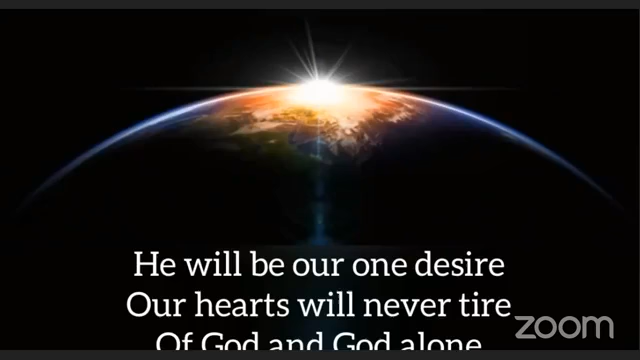 He will be our one desire
Our hearts will never tire
Of God and God alone
zoom